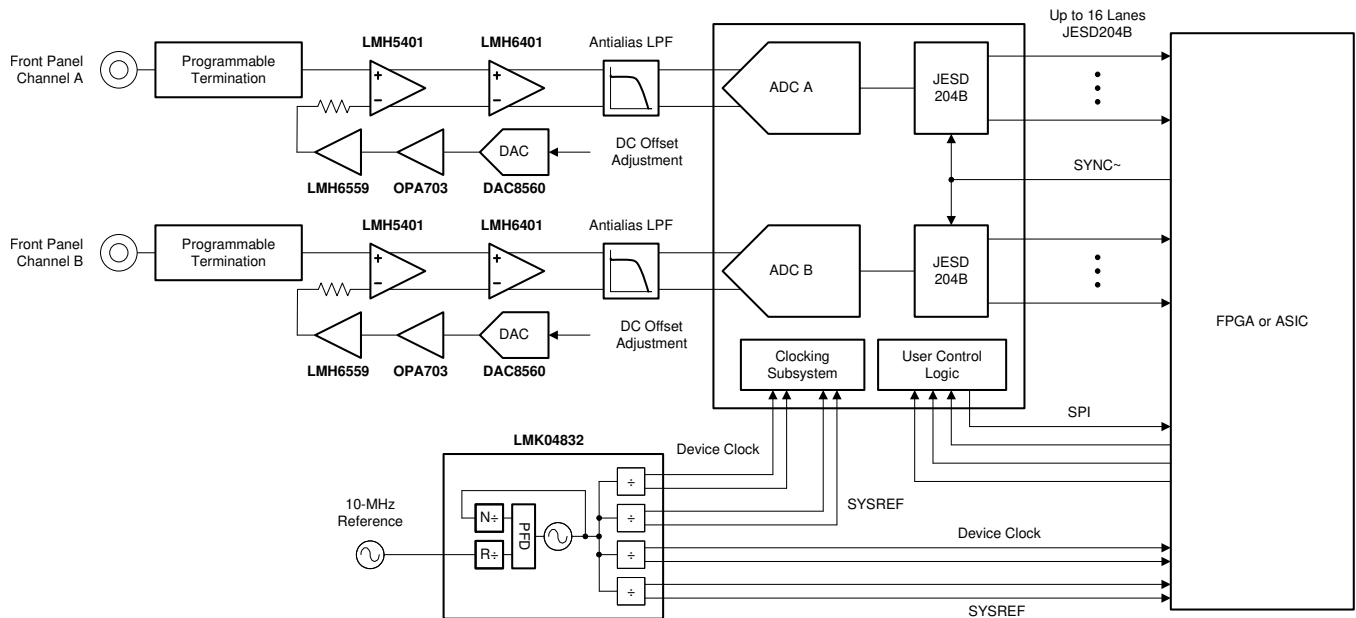 Up to 16 Lanes
JESD204B
Front Panel
Channel A
Programmable
Termination
LMH5401
+
−
LMH6401
+
−
Antialias LPF
ADC A
JESD
204B
LMH6559
OPA703
DAC
DAC8560
DC Offset
Adjustment
SYNC~
Front Panel
Channel B
Programmable
Termination
LMH5401
+
−
LMH6401
+
−
Antialias LPF
ADC B
JESD
204B
LMH6559
OPA703
DAC
DAC8560
DC Offset
Adjustment
FPGA or ASIC
Clocking
Subsystem
User Control
Logic
SPI
LMK04832
Device Clock
10-MHz
Reference
N÷
R÷
PFD
÷
÷
÷
÷
SYSREF
Device Clock
SYSREF